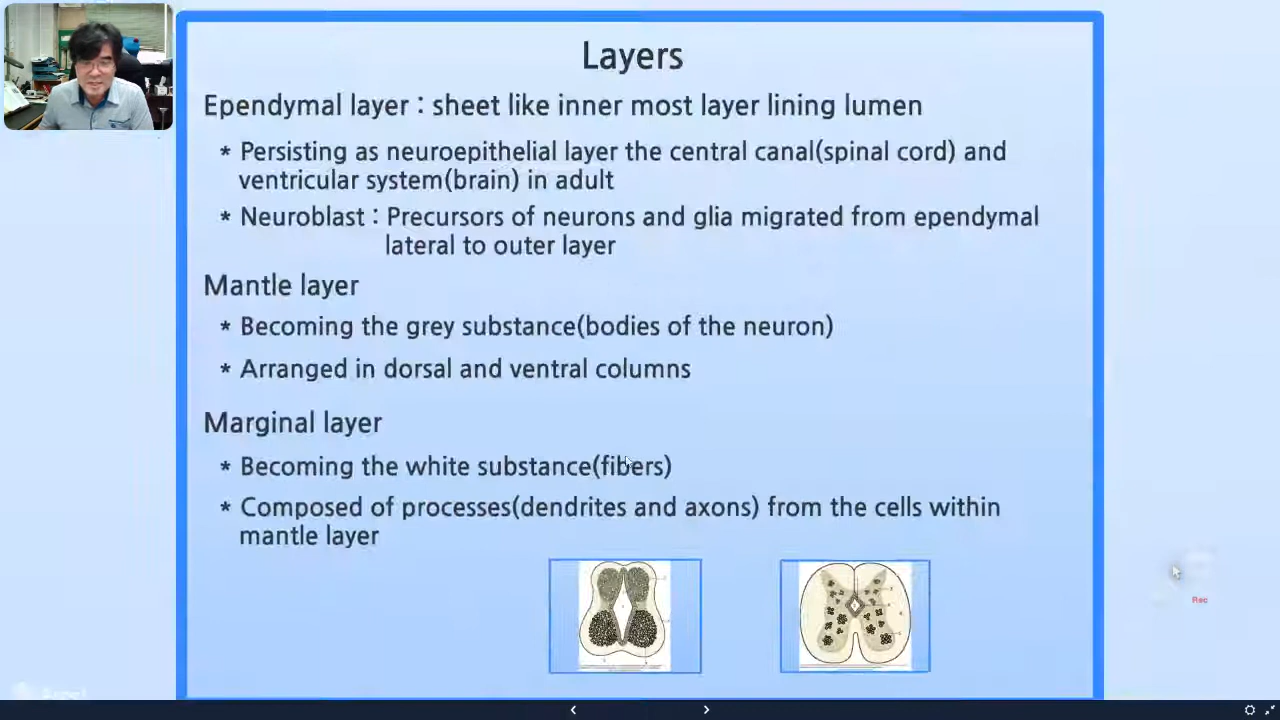 Layers
Ependymal layer : sheet like inner most layer lining lumen
* Persisting as neuroepithelial layer the central canal(spinal cord) and
ventricular system(brain) in adult
* Neuroblast : Precursors of neurons and glia migrated from ependymal
lateral to outer layer
Mantle layer
* Becoming the grey substance(bodies of the neuron)
* Arranged in dorsal and ventral columns
Marginal layer
* Becoming the white substance(fibers)
* Composed of processes(dendrites and axons) from the cells within
mantle layer
Rec